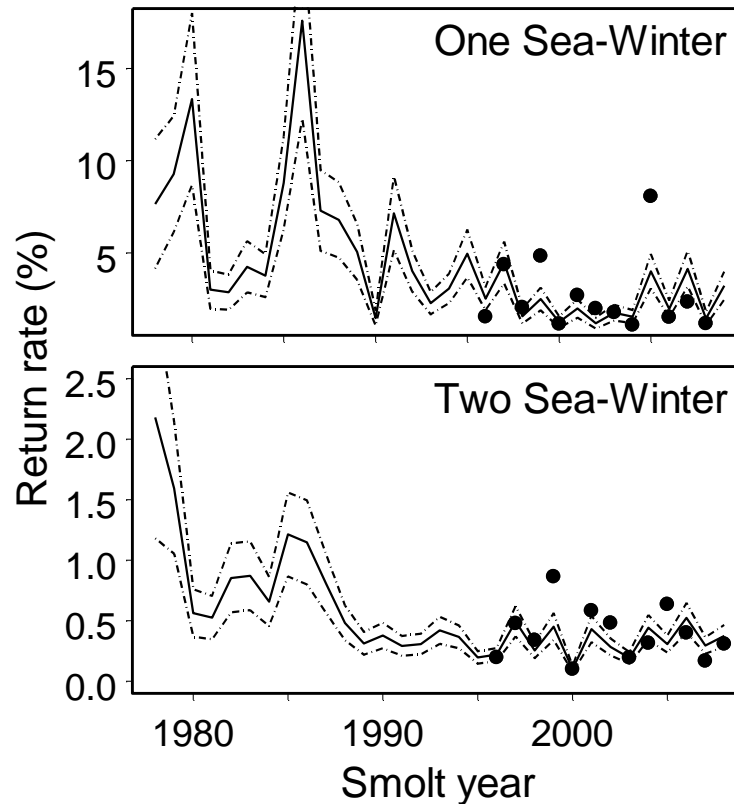 One Sea-Winter
15
10
5
Return rate (%)
Two Sea-Winter
2.5
2.0
1.5
1.0
0.5
0.0
1980 1990 2000
Smolt year